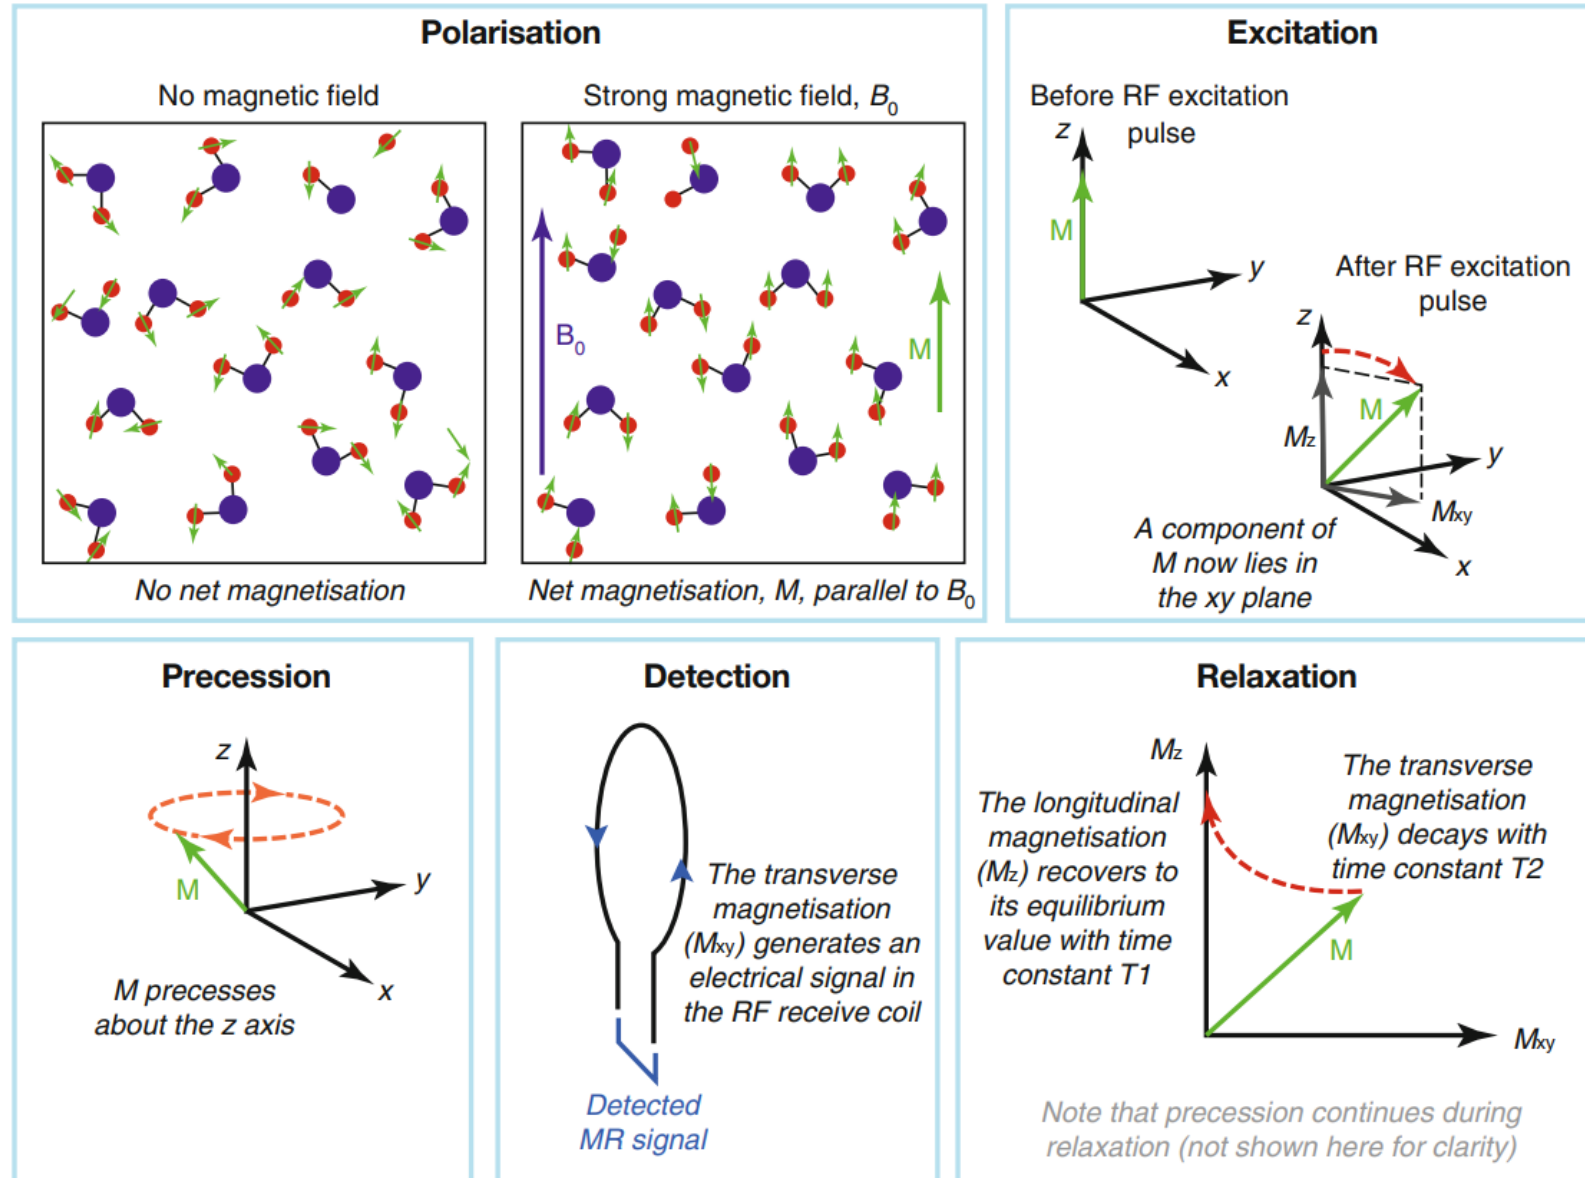 Polarisation
No magnetic field
Strong magnetic field, B0
B0
M
No net magnetisation
Net magnetisation, M, parallel to B0
Excitation
Before RF excitation
pulse
z
M
y
x
After RF excitation
pulse
z
M
Mz
y
Mxy
x
A component of
M now lies in
the xy plane
Precession
z
M
y
x
M precesses
about the z axis
Detection
The transverse
magnetisation
(Mxy) generates an
electrical signal in
the RF receive coil
Detected
MR signal
Relaxation
Mz
The longitudinal
magnetisation
(Mz) recovers to
its equilibrium
value with time
constant T1
The transverse
magnetisation
(Mxy) decays with
time constant T2
M
Mxy
Note that precession continues during
relaxation (not shown here for clarity)